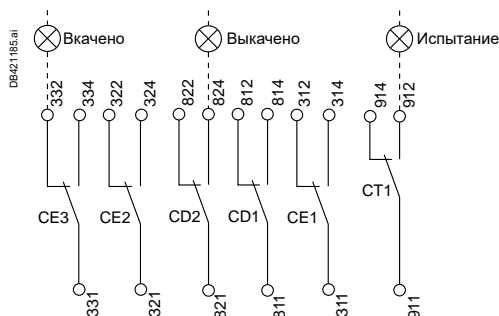 DB421185.ai
Вкачено
Выкачено
Испытание
332
334
322
324
822
824
812
814
312
314
914
912
CE3
CE2
CD2
CD1
CE1
CT1
331
321
821
811
311
911